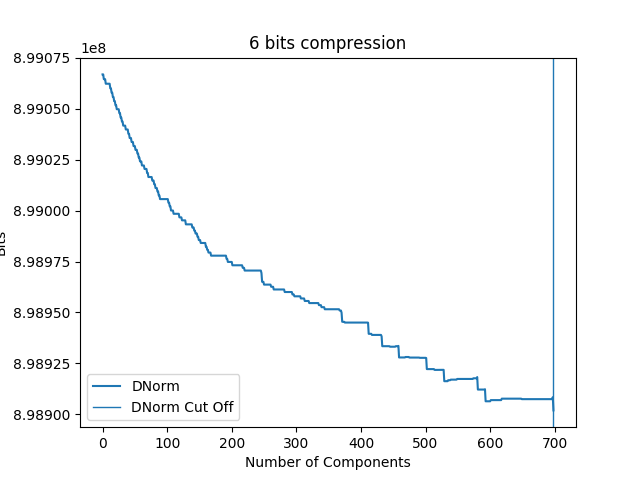 6 bits compression
1e8
8.99075
8.99050
8.99025
8.99000
8.98975
8.98950
8.98925
8.98900
Bits
DNorm
DNorm Cut Off
0 100 200 300 400 500 600 700
Number of Components